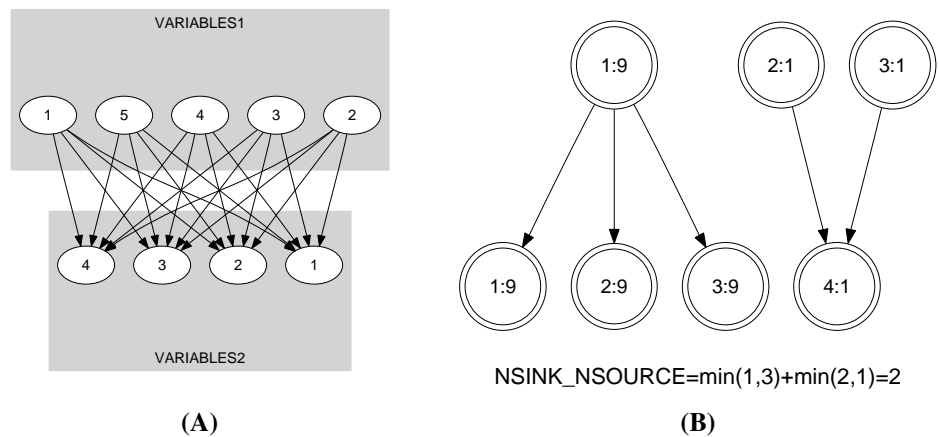 VARIABLES1
1 5 4 3 2
4 3 2 1
VARIABLES2
(A)
1:9 2:1 3:1
1:9 2:9 3:9 4:1
NSINK_NSOURCE=min(1,3)+min(2,1)=2
(B)